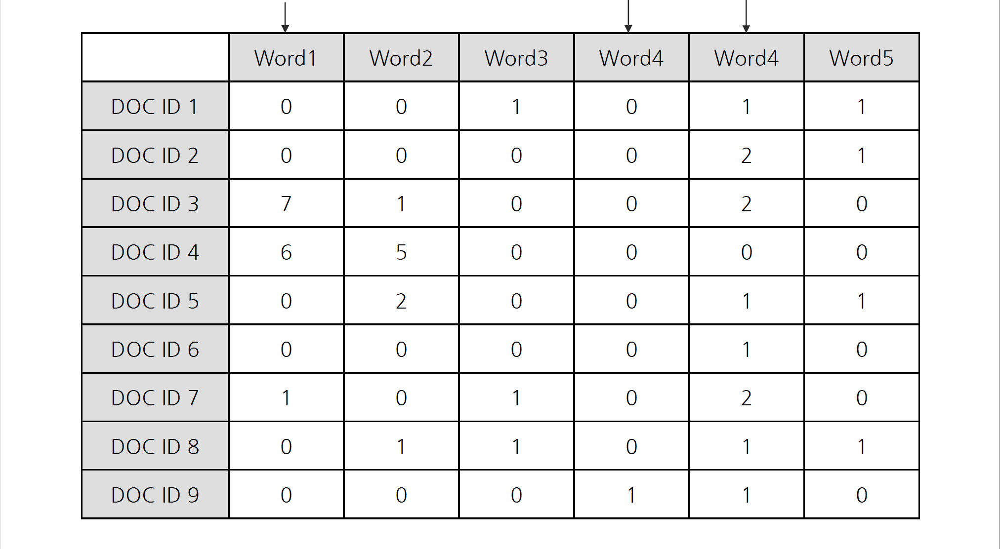 Word1 Word2 Word3 Word4 Word4 Word5
DOC ID 1 0 0 1 0 1 1
DOC ID 2 0 0 0 0 2 1
DOC ID 3 7 1 0 0 2 0
DOC ID 4 6 5 0 0 0 0
DOC ID 5 0 2 0 0 1 1
DOC ID 6 0 0 0 0 1 0
DOC ID 7 1 0 1 0 2 0
DOC ID 8 0 1 1 0 1 1
DOC ID 9 0 0 0 1 1 0